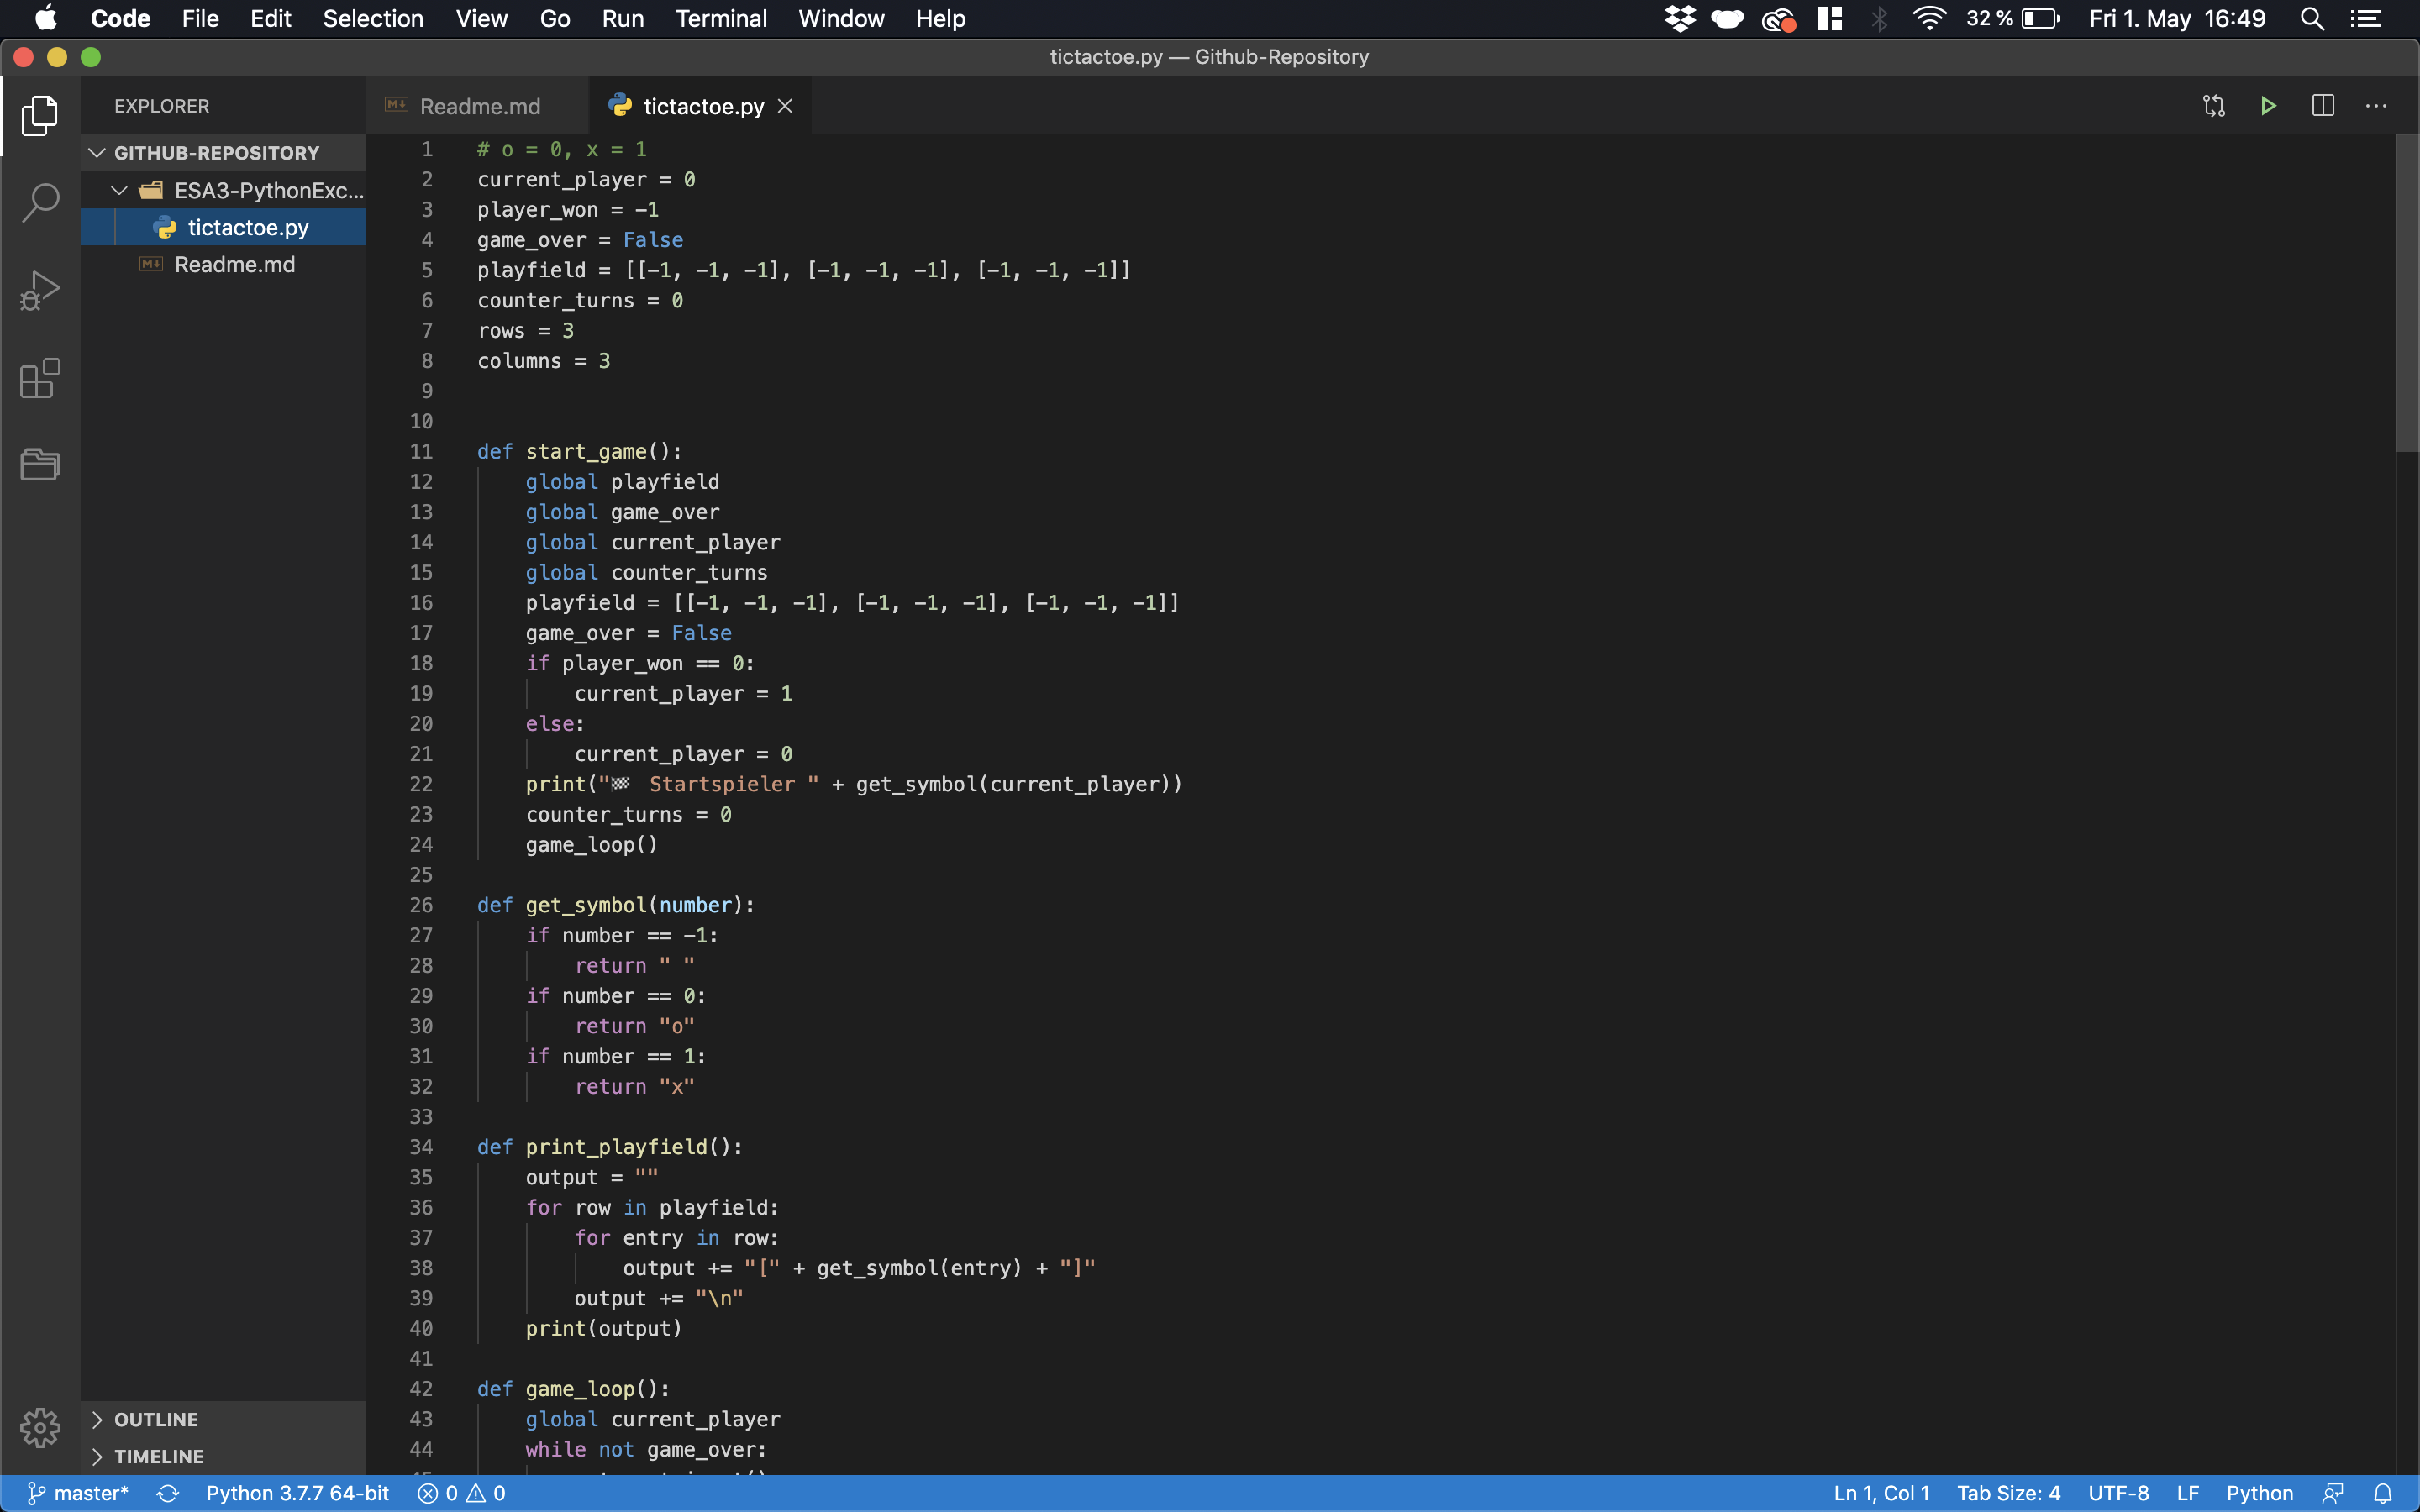 Code File Edit Selection View Go Run Terminal Window Help 32 % Fri 1. May 16:49
tictactoe.py — Github-Repository
EXPLORER
Readme.md
tictactoe.py
GITHUB-REPOSITORY
ESA3-PythonExc...
tictactoe.py
Readme.md
OUTLINE
TIMELINE
1 # o = 0, x = 1
2 current_player = 0
3 player_won = -1
4 game_over = False
5 playfield = [[-1, -1, -1], [-1, -1, -1], [-1, -1, -1]]
6 counter_turns = 0
7 rows = 3
8 columns = 3
9
10
11 def start_game():
12     global playfield
13     global game_over
14     global current_player
15     global counter_turns
16     playfield = [[-1, -1, -1], [-1, -1, -1], [-1, -1, -1]]
17     game_over = False
18     if player_won == 0:
19         current_player = 1
20     else:
21         current_player = 0
22     print("🏁 Startspieler " + get_symbol(current_player))
23     counter_turns = 0
24     game_loop()
25
26 def get_symbol(number):
27     if number == -1:
28         return " "
29     if number == 0:
30         return "o"
31     if number == 1:
32         return "x"
33
34 def print_playfield():
35     output = ""
36     for row in playfield:
37         for entry in row:
38             output += "[" + get_symbol(entry) + "]"
39         output += "\n"
40     print(output)
41
42 def game_loop():
43     global current_player
44     while not game_over:
master* Python 3.7.7 64-bit 0 0 Ln 1, Col 1 Tab Size: 4 UTF-8 LF Python